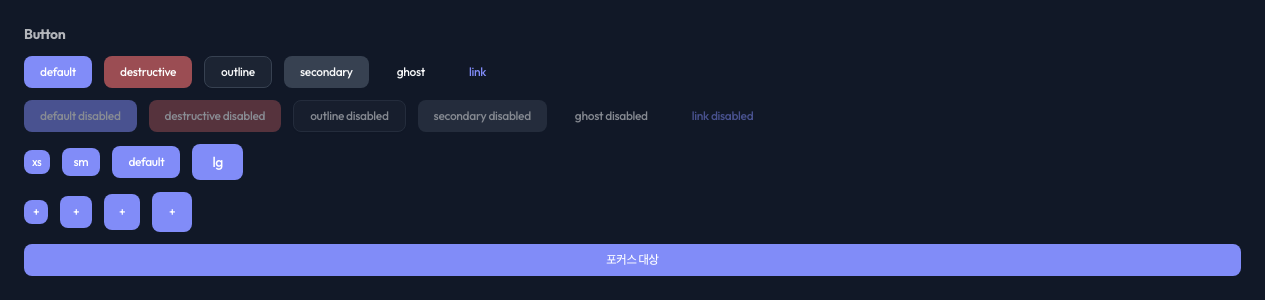 Button
default destructive outline secondary ghost link
default disabled destructive disabled outline disabled secondary disabled ghost disabled link disabled
xs sm default lg
+ + + +
포커스 대상